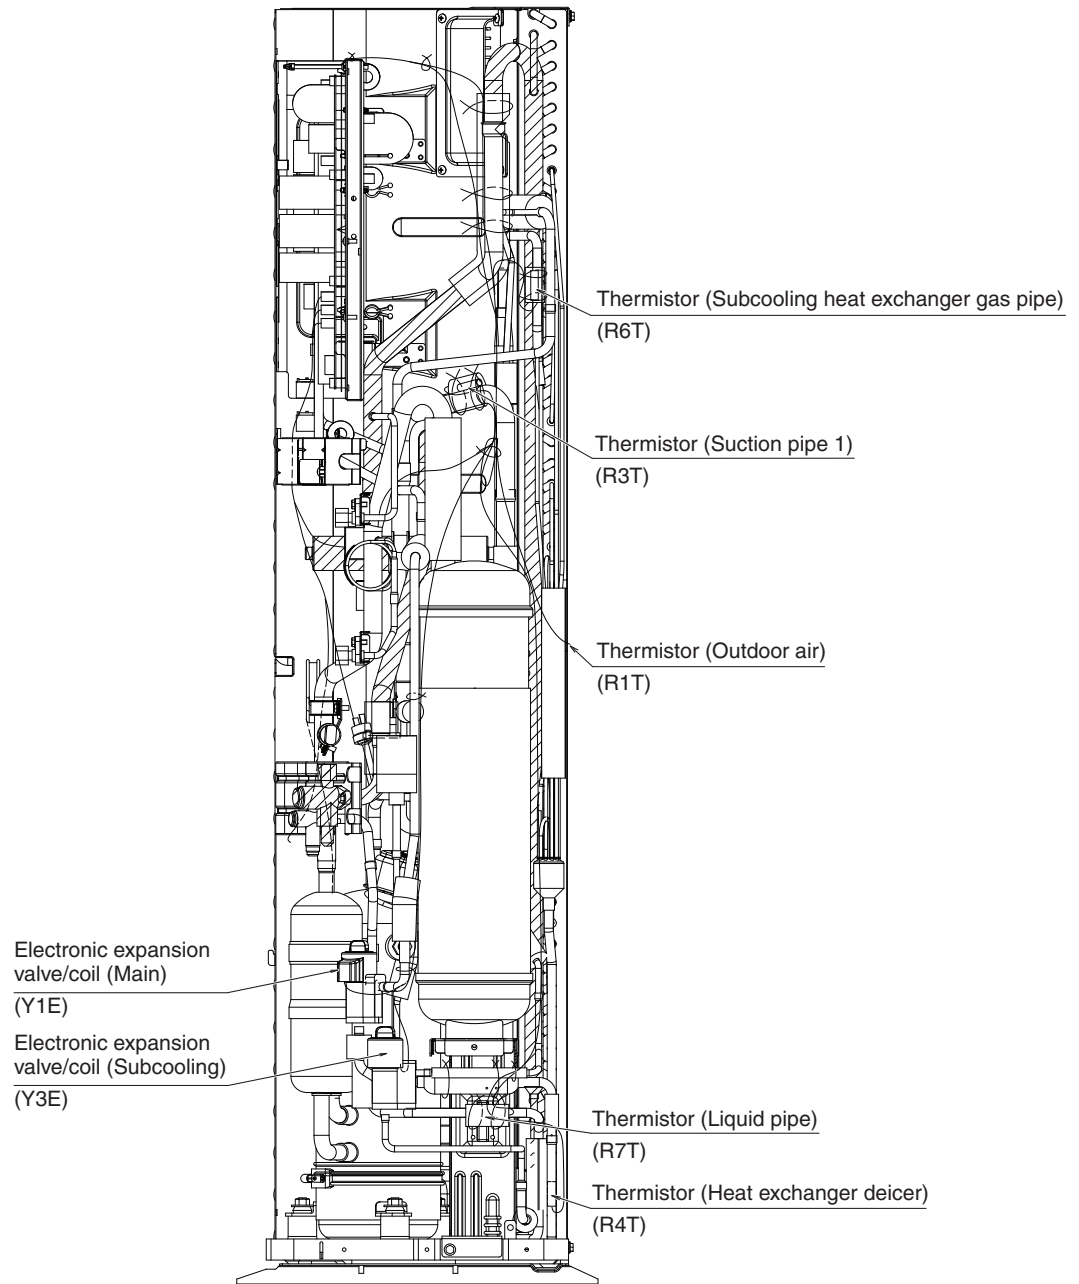 Thermistor (Subcooling heat exchanger gas pipe)
(R6T)
Thermistor (Suction pipe 1)
(R3T)
Thermistor (Outdoor air)
(R1T)
Electronic expansion
valve/coil (Main)
(Y1E)
Electronic expansion
valve/coil (Subcooling)
(Y3E)
Thermistor (Liquid pipe)
(R7T)
Thermistor (Heat exchanger deicer)
(R4T)